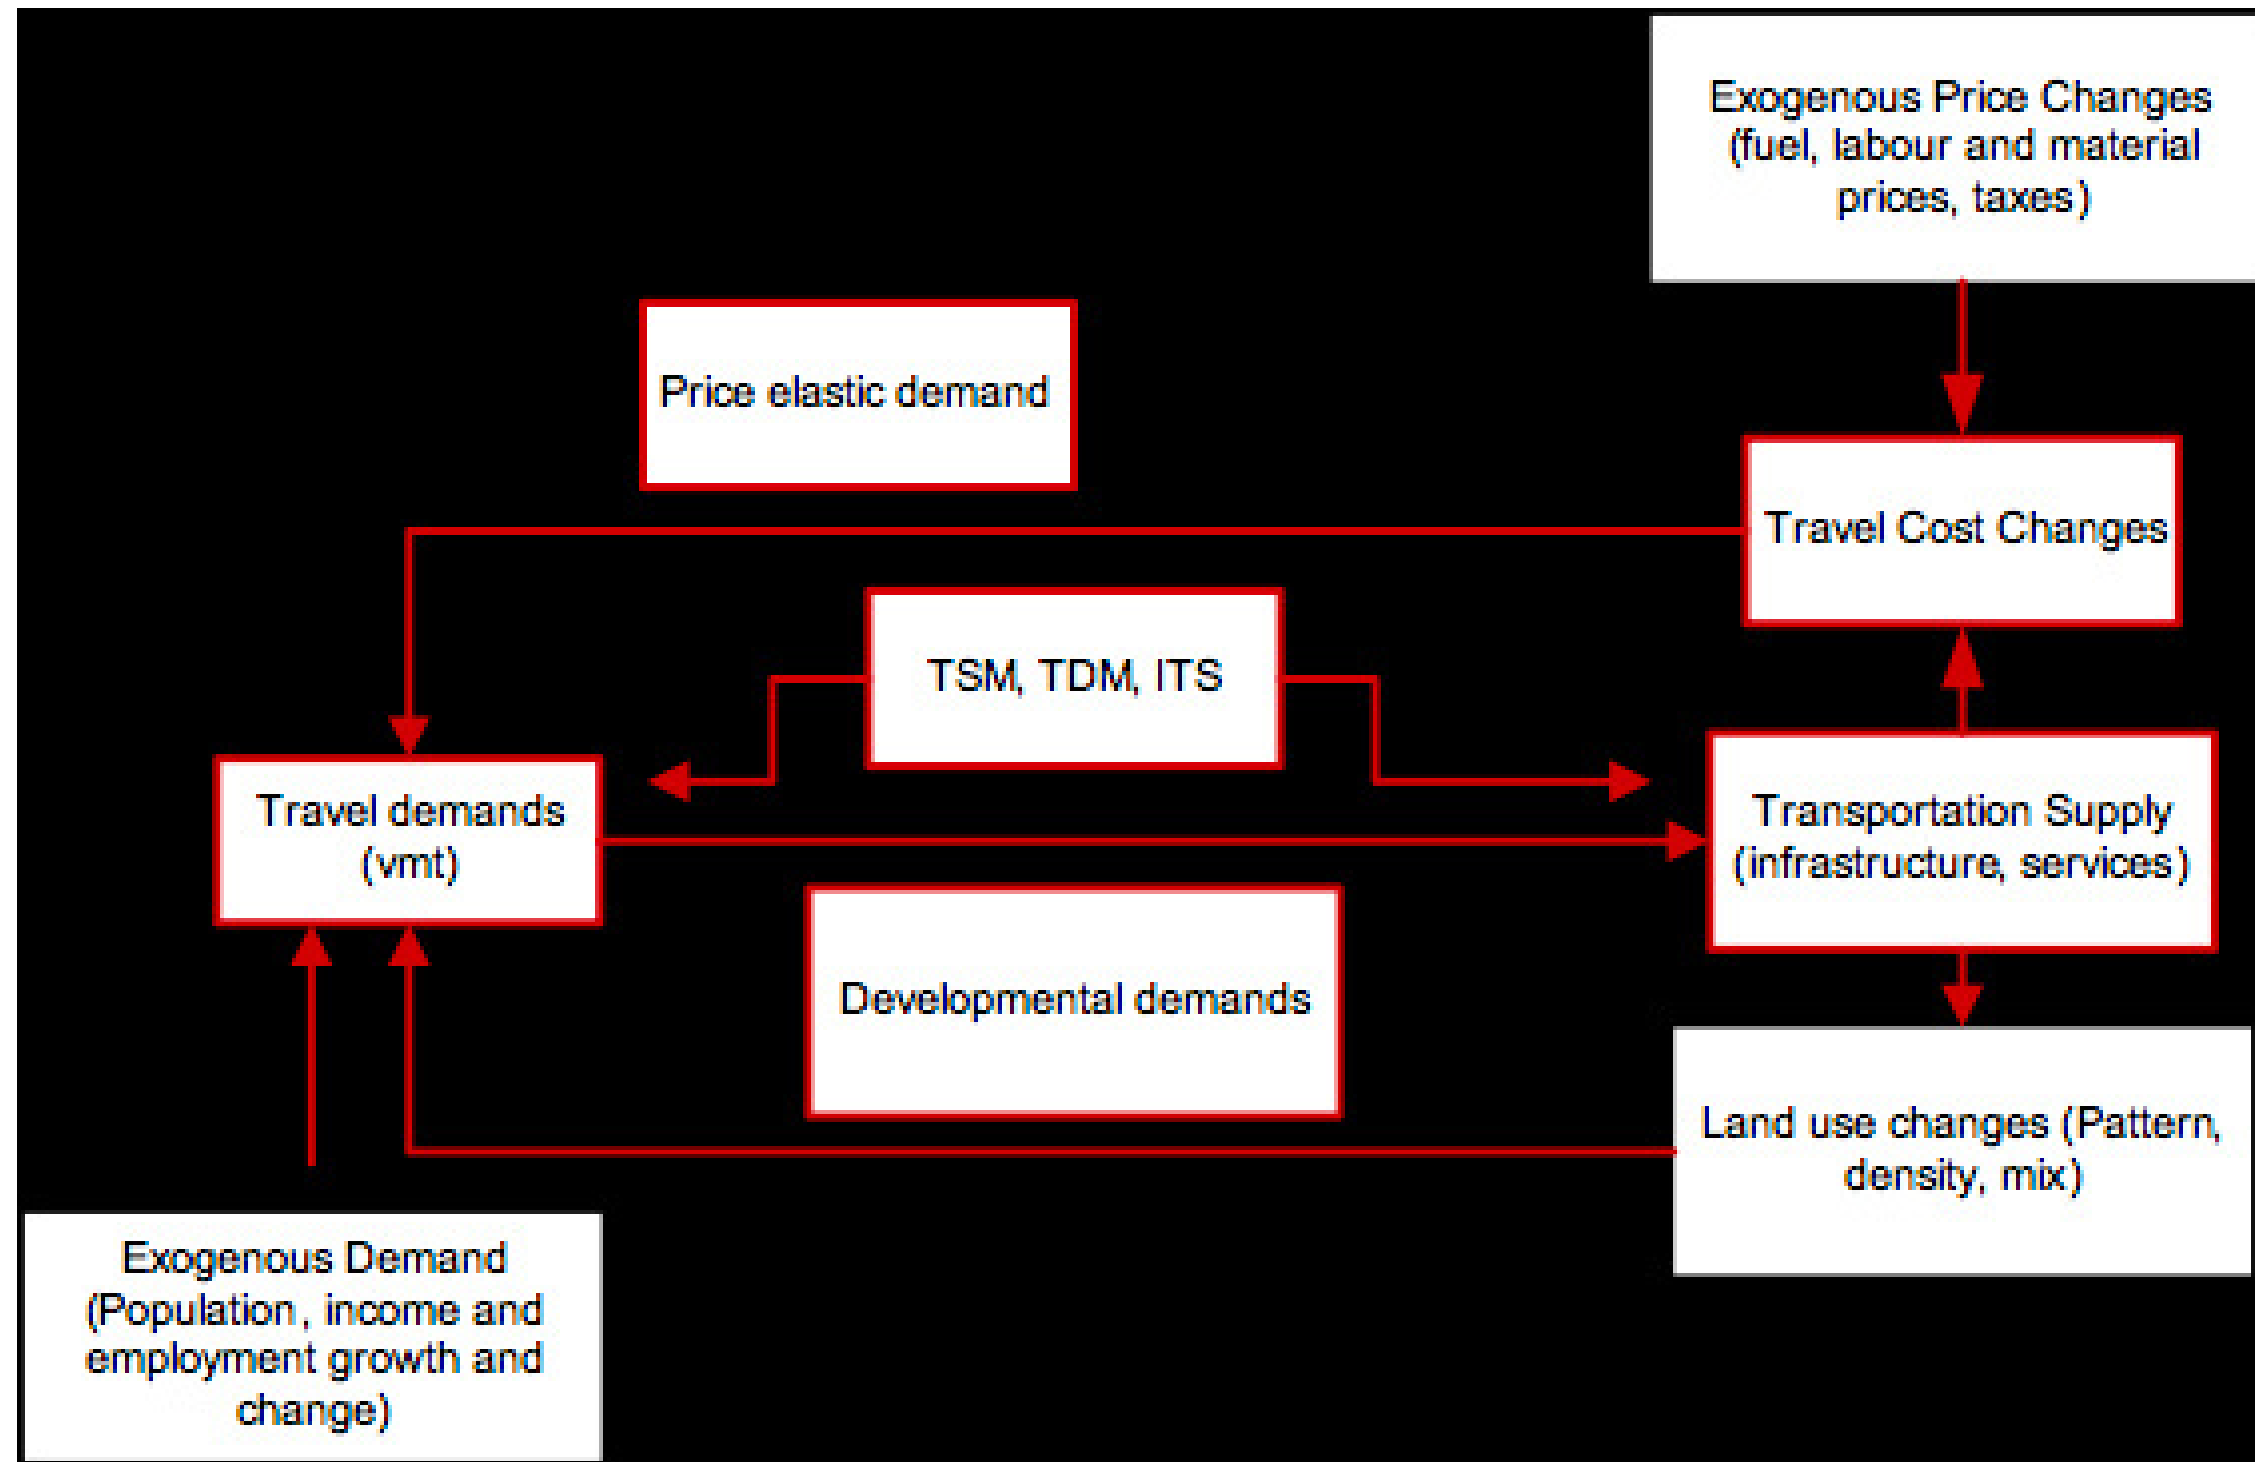 Exogenous Price Changes
(fuel, labour and material
prices, taxes)
Price elastic demand
Travel Cost Changes
TSM, TDM, ITS
Travel demands
(vmt)
Transportation Supply
(infrastructure, services)
Developmental demands
Land use changes (Pattern,
density, mix)
Exogenous Demand
(Population, income and
employment growth and
change)